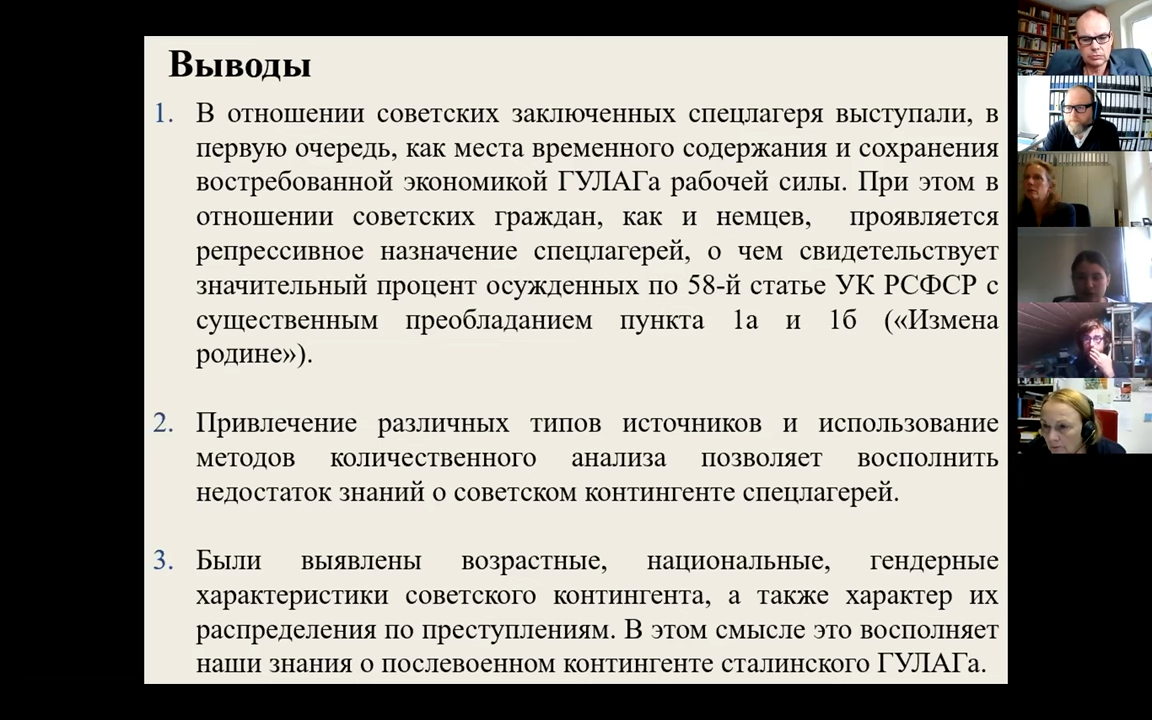 Выводы
1. В отношении советских заключенных спецлагеря выступали, в
первую очередь, как места временного содержания и сохранения
востребованной экономикой ГУЛАГа рабочей силы. При этом в
отношении советских граждан, как и немцев, проявляется
репрессивное назначение спецлагерей, о чем свидетельствует
значительный процент осужденных по 58-й статье УК РСФСР с
существенным преобладанием пункта 1а и 1б («Измена
родине»).
2. Привлечение различных типов источников и использование
методов количественного анализа позволяет восполнить
недостаток знаний о советском контингенте спецлагерей.
3. Были выявлены возрастные, национальные, гендерные
характеристики советского контингента, а также характер их
распределения по преступлениям. В этом смысле это восполняет
наши знания о послевоенном контингенте сталинского ГУЛАГа.